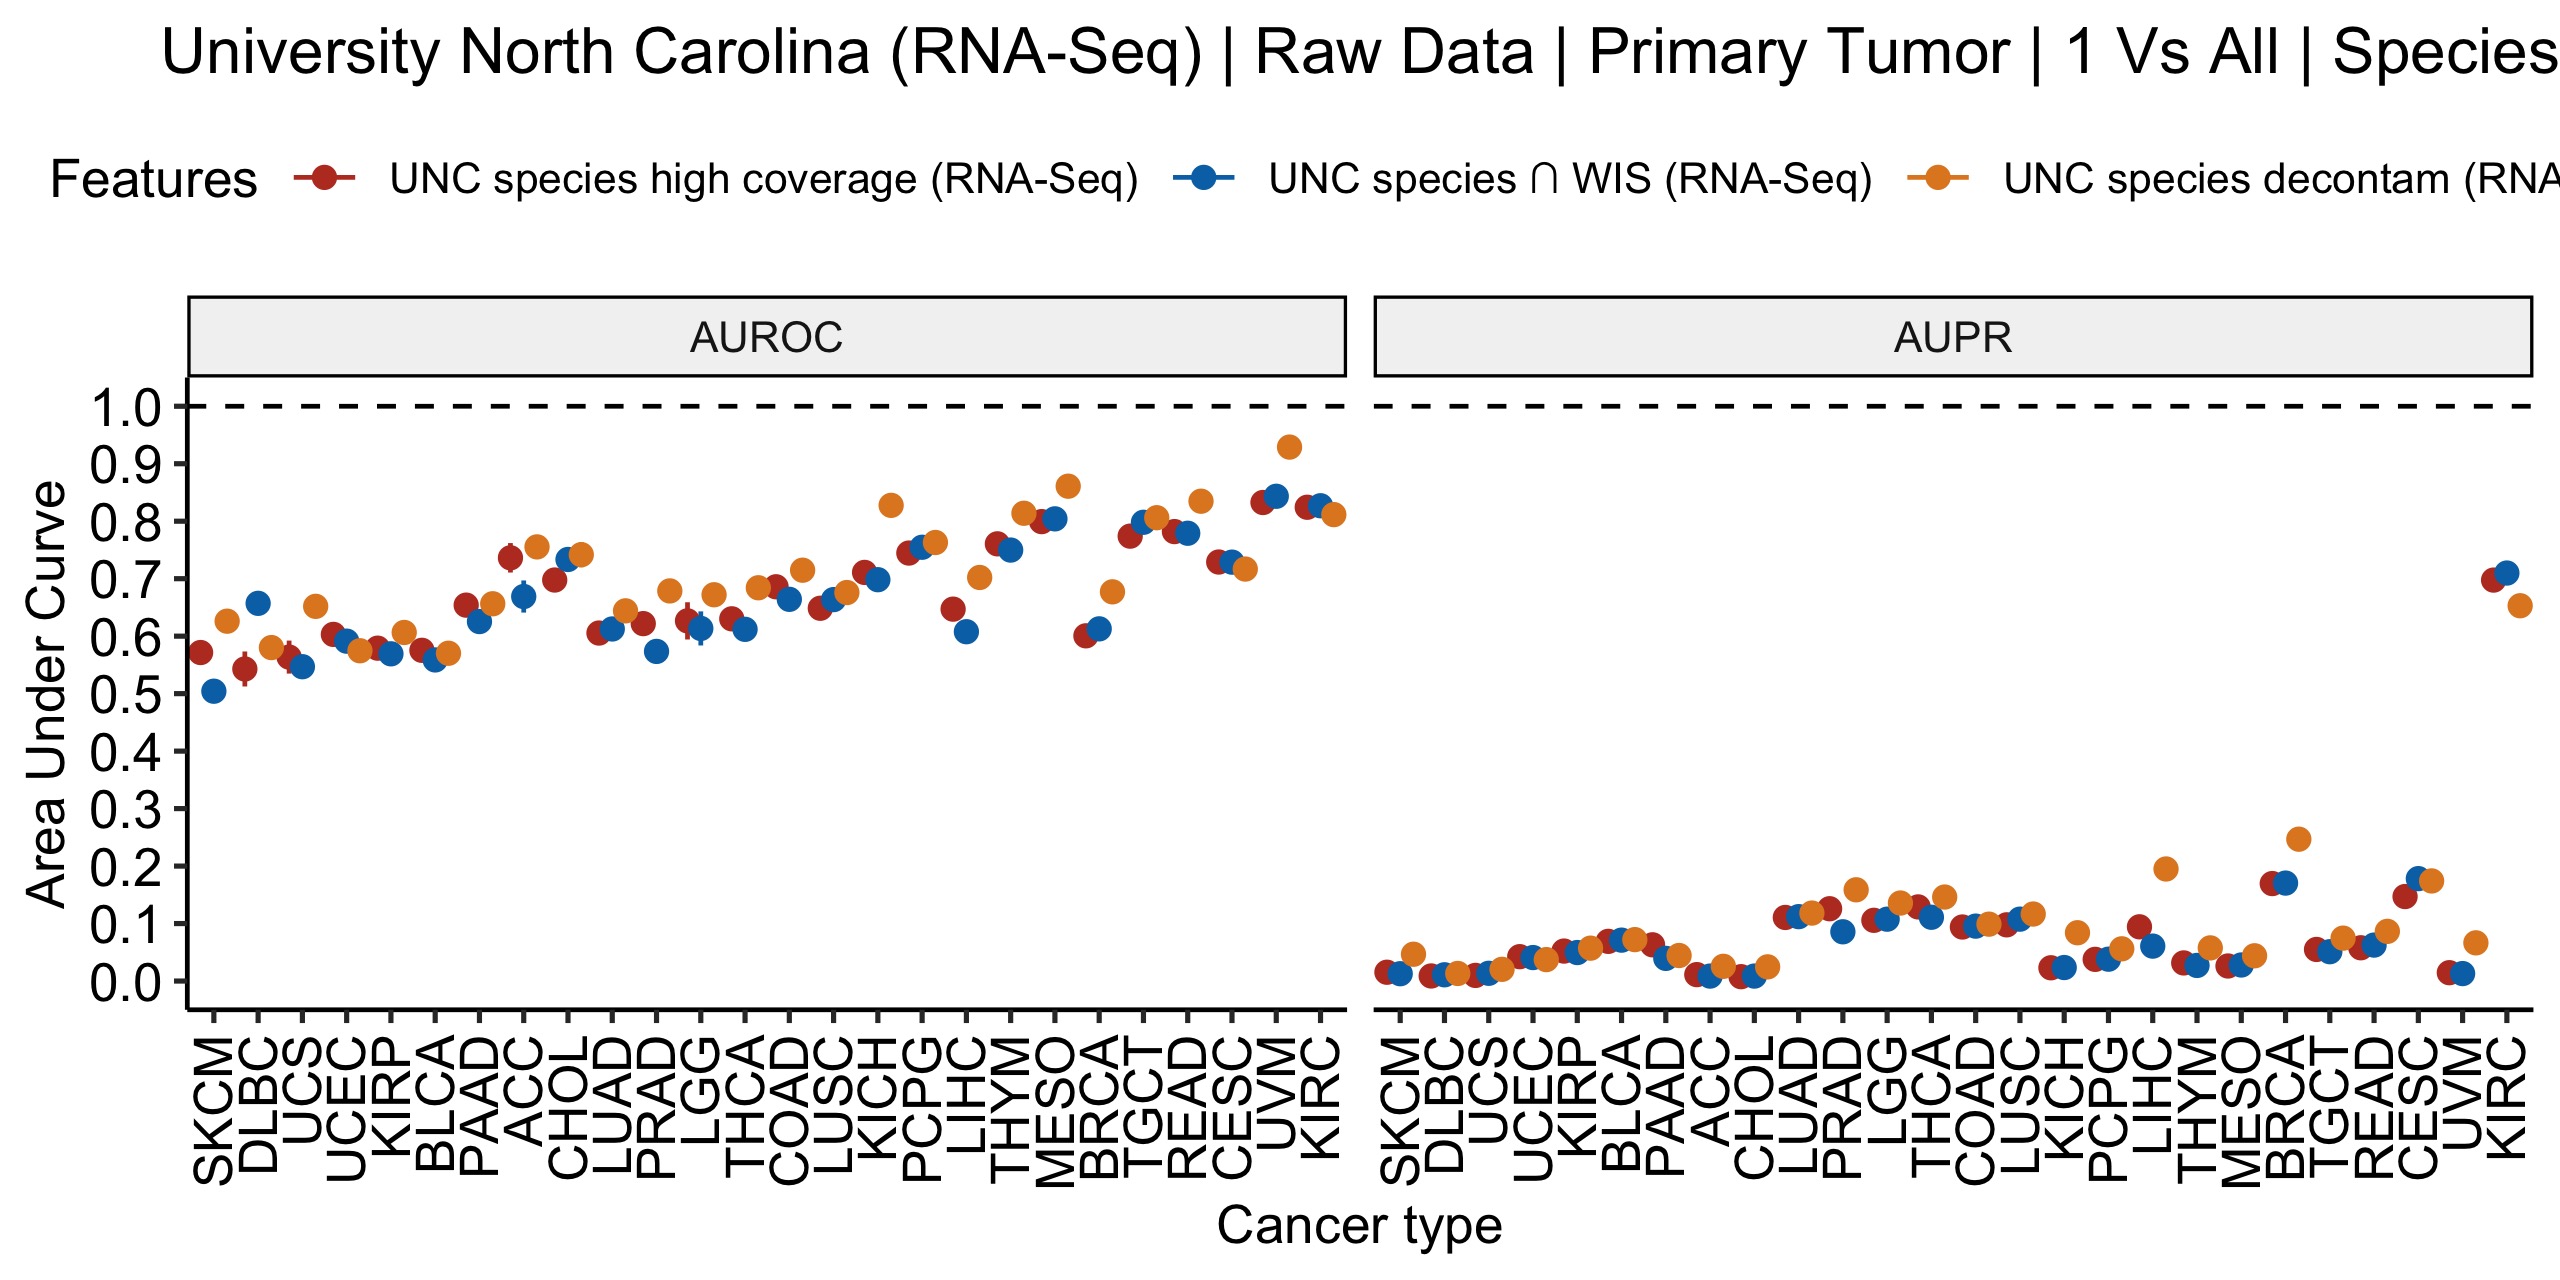 University North Carolina (RNA-Seq) | Raw Data | Primary Tumor | 1 Vs All | Species
Features UNC species high coverage (RNA-Seq) UNC species ∩ WIS (RNA-Seq) UNC species decontam (RNA
AUROC AUPR
Area Under Curve
1.0
0.9
0.8
0.7
0.6
0.5
0.4
0.3
0.2
0.1
0.0
SKCM DLBC UCS UCEC KIRP BLCA PAAD ACC CHOL LUAD PRAD LGG THCA COAD LUSC KICH PCPG LIHC THYM MESO BRCA TGCT READ CESC UVM KIRC
SKCM DLBC UCS UCEC KIRP BLCA PAAD ACC CHOL LUAD PRAD LGG THCA COAD LUSC KICH PCPG LIHC THYM MESO BRCA TGCT READ CESC UVM KIRC
Cancer type